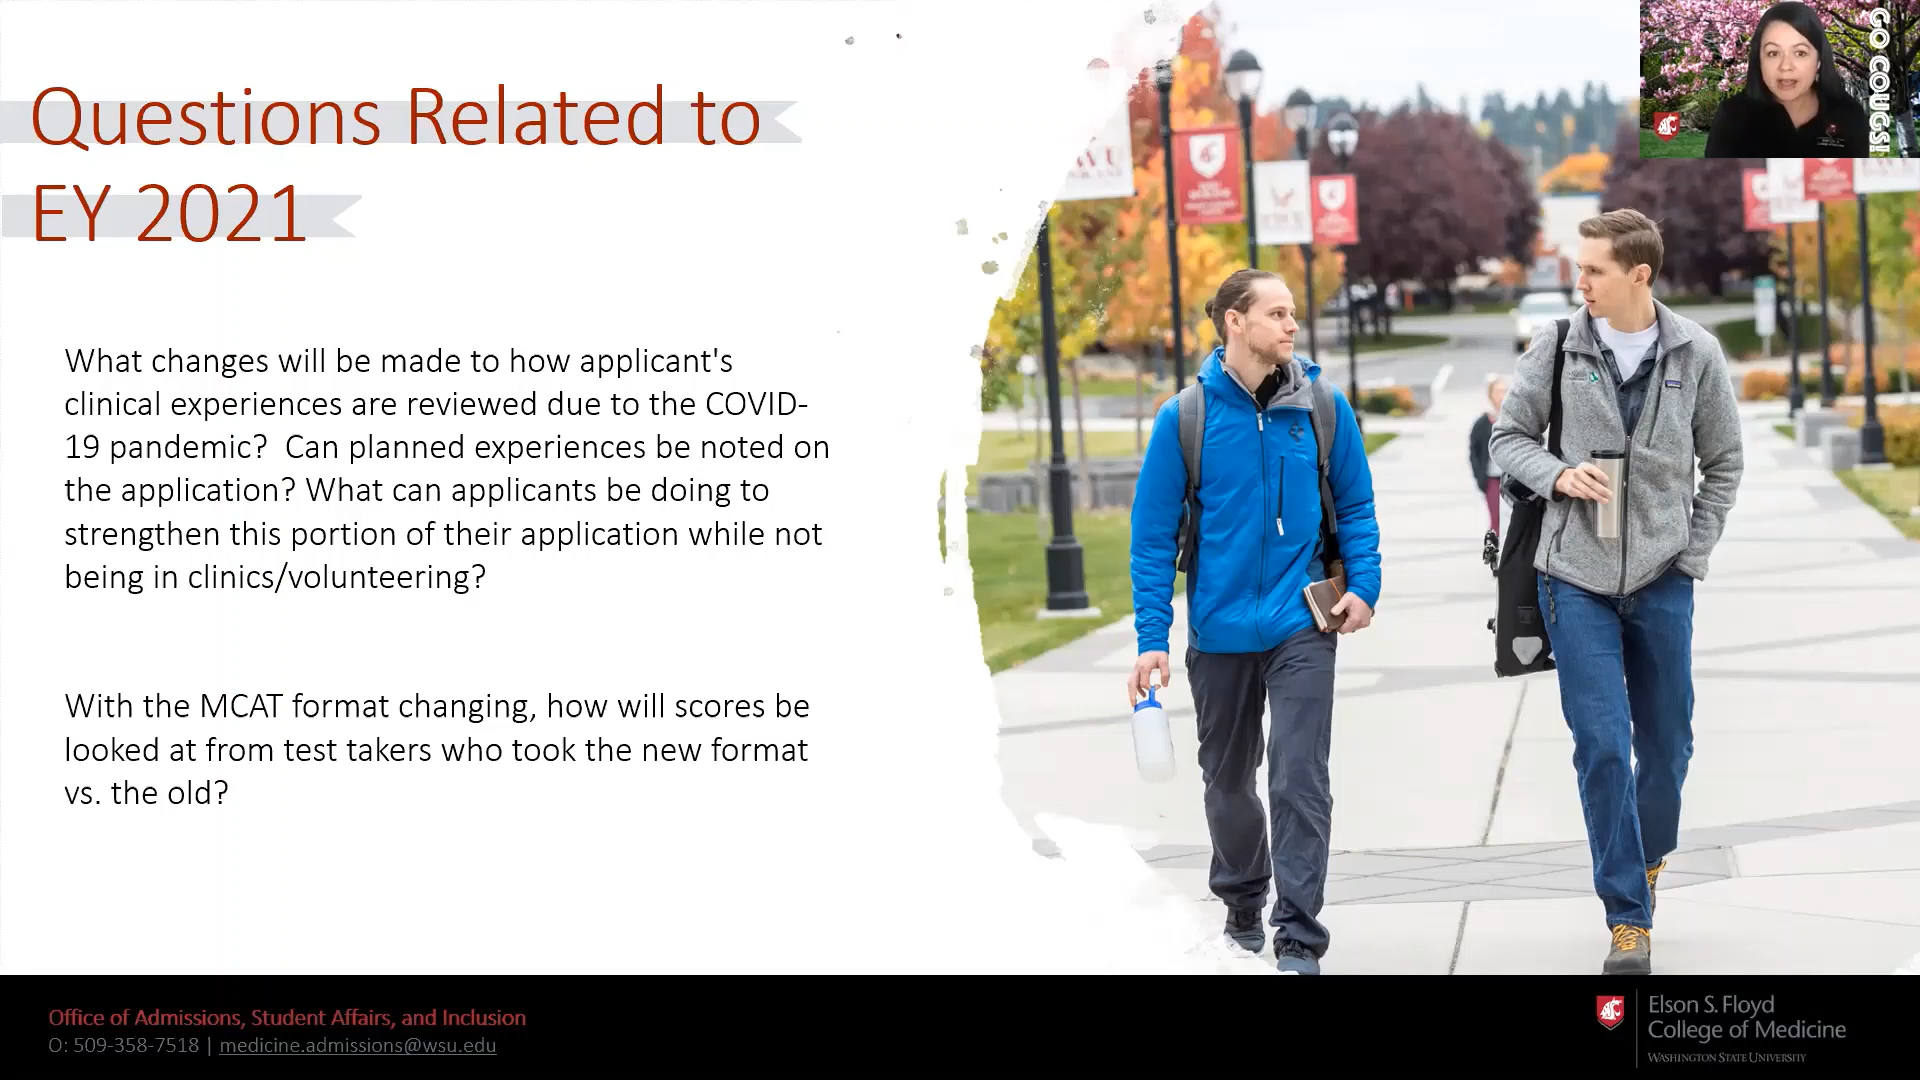 Questions Related to
EY 2021
What changes will be made to how applicant's
clinical experiences are reviewed due to the COVID-
19 pandemic?  Can planned experiences be noted on
the application? What can applicants be doing to
strengthen this portion of their application while not
being in clinics/volunteering?
With the MCAT format changing, how will scores be
looked at from test takers who took the new format
vs. the old?
GO COUGS!
Office of Admissions, Student Affairs, and Inclusion
O: 509-358-7518 | medicine.admissions@wsu.edu
Elson S. Floyd
College of Medicine
WASHINGTON STATE UNIVERSITY